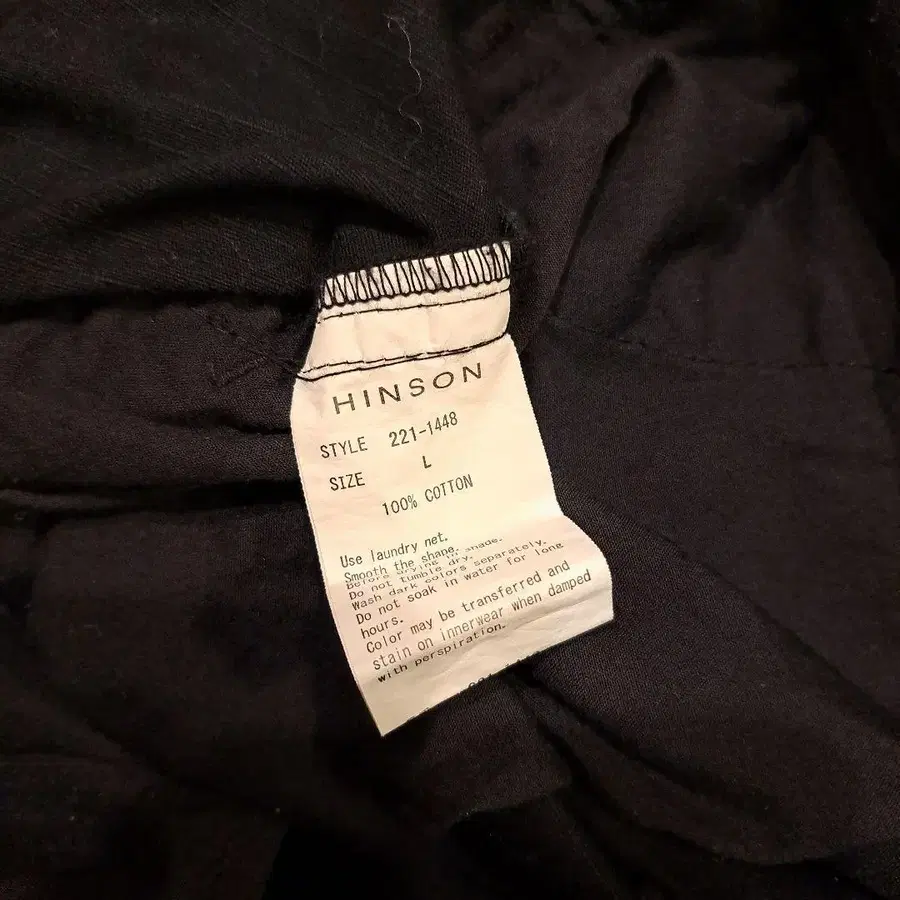 HINSON
STYLE 221-1448
SIZE L
100% COTTON
Use laundry net.
Smooth the shape.
Before drying in shade.
Do not tumble dry.
Wash dark colors separately.
Do not soak in water for long
hours.
Color may be transferred and
stain on innerwear when damped
with perspiration.